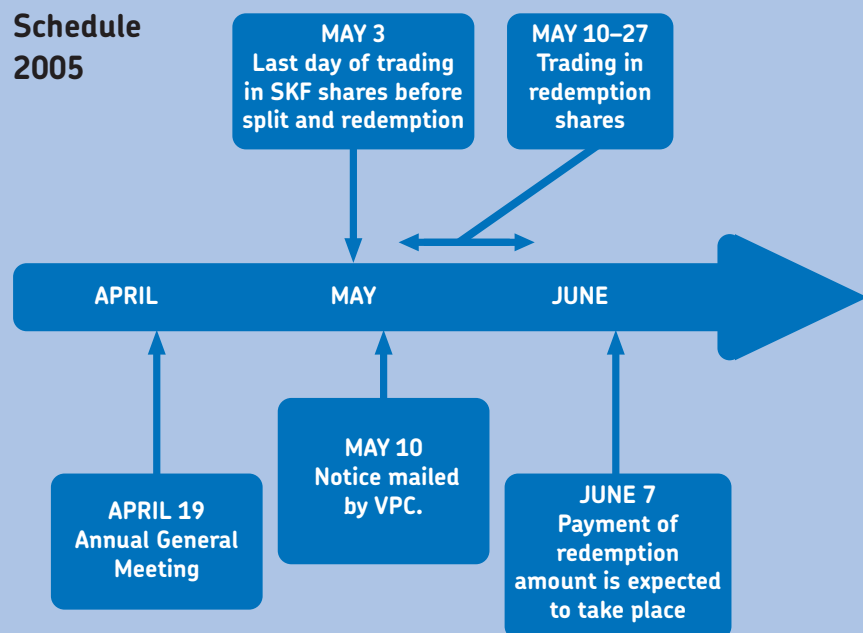 Schedule
2005
MAY 3
Last day of trading
in SKF shares before
split and redemption
MAY 10–27
Trading in
redemption
shares
APRIL
MAY
JUNE
APRIL 19
Annual General
Meeting
MAY 10
Notice mailed
by VPC.
JUNE 7
Payment of
redemption
amount is expected
to take place